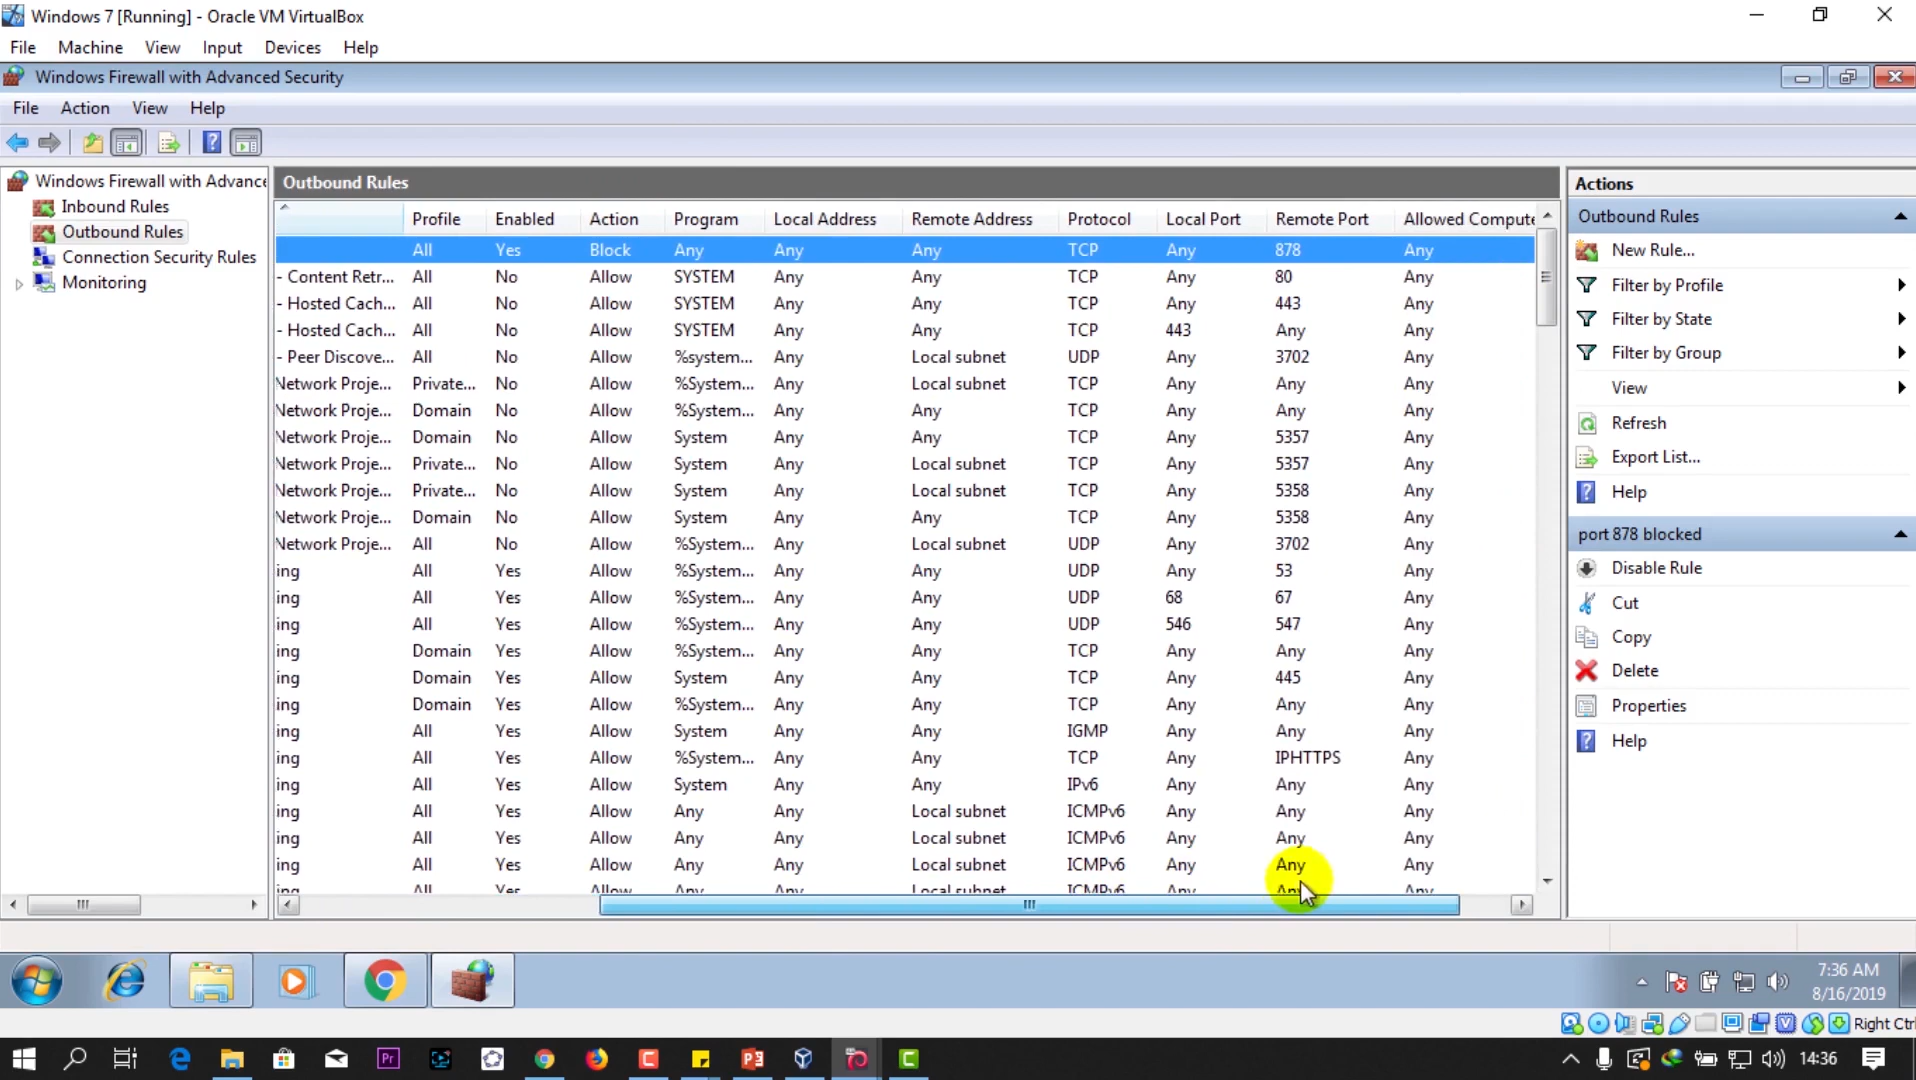 Windows 7 [Running] - Oracle VM VirtualBox
File Machine View Input Devices Help
Windows Firewall with Advanced Security
File Action View Help
Windows Firewall with Advance
Inbound Rules
Outbound Rules
Connection Security Rules
Monitoring
Outbound Rules
Profile Enabled Action Program Local Address Remote Address Protocol Local Port Remote Port Allowed Compute
All Yes Block Any Any Any TCP Any 878 Any
- Content Retr... All No Allow SYSTEM Any Any TCP Any 80 Any
- Hosted Cach... All No Allow SYSTEM Any Any TCP Any 443 Any
- Hosted Cach... All No Allow SYSTEM Any Any TCP 443 Any Any
- Peer Discove... All No Allow %system... Any Local subnet UDP Any 3702 Any
Network Proje... Private... No Allow %System... Any Local subnet TCP Any Any Any
Network Proje... Domain No Allow %System... Any Any TCP Any Any Any
Network Proje... Domain No Allow System Any Any TCP Any 5357 Any
Network Proje... Private... No Allow System Any Local subnet TCP Any 5357 Any
Network Proje... Private... No Allow System Any Local subnet TCP Any 5358 Any
Network Proje... Domain No Allow System Any Any TCP Any 5358 Any
Network Proje... All No Allow %System... Any Local subnet UDP Any 3702 Any
ing All Yes Allow %System... Any Any UDP Any 53 Any
ing All Yes Allow %System... Any Any UDP 68 67 Any
ing All Yes Allow %System... Any Any UDP 546 547 Any
ing Domain Yes Allow %System... Any Any TCP Any Any Any
ing Domain Yes Allow System Any Any TCP Any 445 Any
ing Domain Yes Allow %System... Any Any TCP Any Any Any
ing All Yes Allow System Any Any IGMP Any Any Any
ing All Yes Allow %System... Any Any TCP Any IPHTTPS Any
ing All Yes Allow System Any Any IPv6 Any Any Any
ing All Yes Allow Any Any Local subnet ICMPv6 Any Any Any
ing All Yes Allow Any Any Local subnet ICMPv6 Any Any Any
ing All Yes Allow Any Any Local subnet ICMPv6 Any Any Any
ing All Yes Allow Any Any Local subnet ICMPv6 Any Any Any
Actions
Outbound Rules
New Rule...
Filter by Profile
Filter by State
Filter by Group
View
Refresh
Export List...
Help
port 878 blocked
Disable Rule
Cut
Copy
Delete
Properties
Help
7:36 AM
8/16/2019
Right Ctrl
14:36